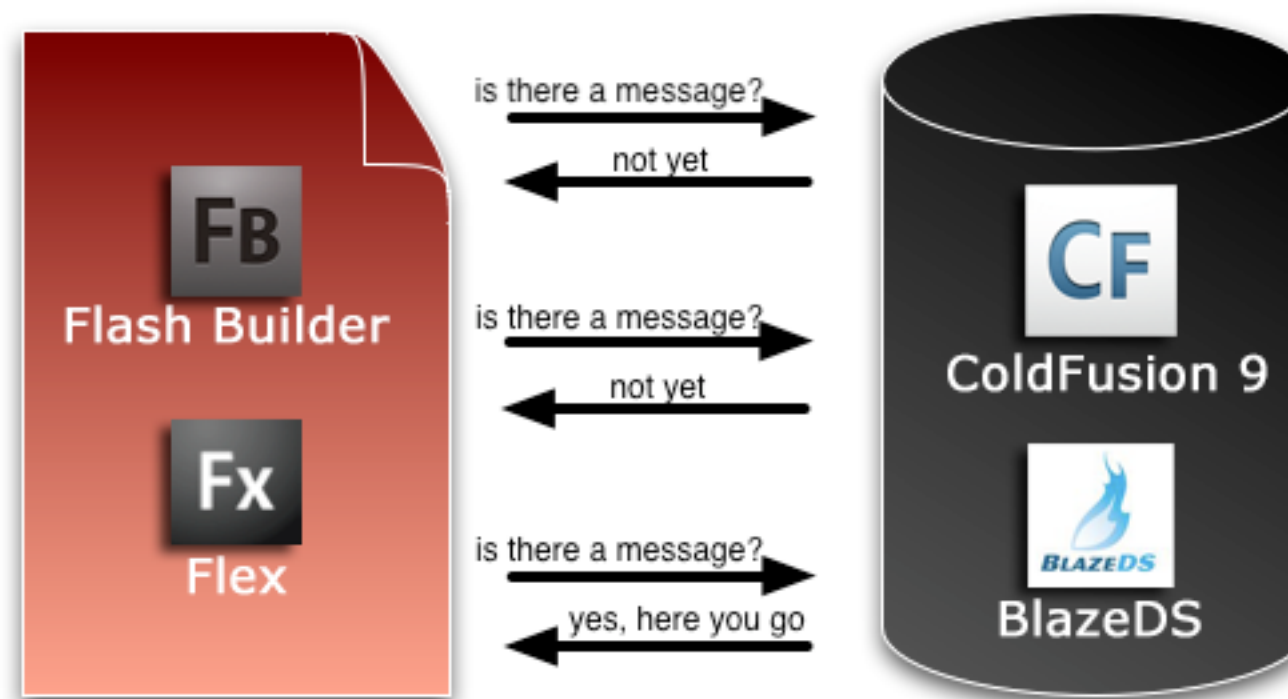 FB
Flash Builder
Fx
Flex
is there a message?
not yet
is there a message?
not yet
is there a message?
yes, here you go
CF
ColdFusion 9
BLAZEDS
BlazeDS